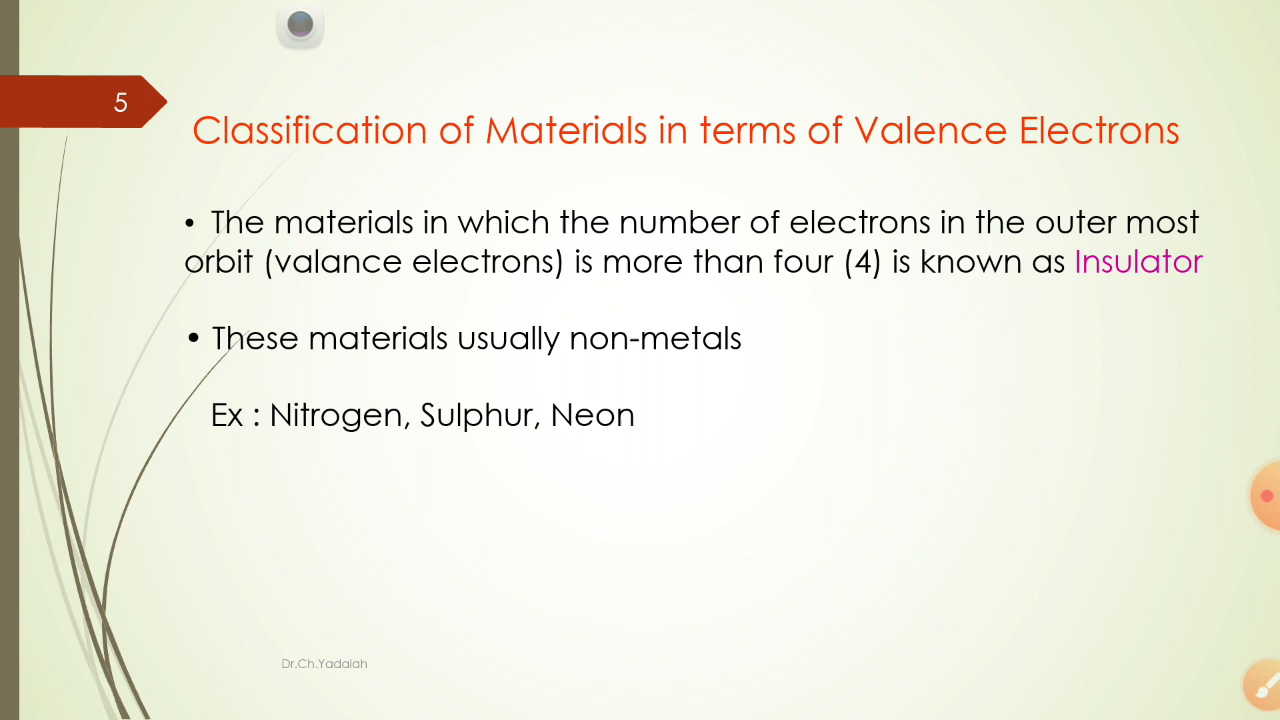 5
Classification of Materials in terms of Valence Electrons
• The materials in which the number of electrons in the outer most
orbit (valance electrons) is more than four (4) is known as Insulator
• These materials usually non-metals
Ex : Nitrogen, Sulphur, Neon
Dr.Ch.Yadaiah